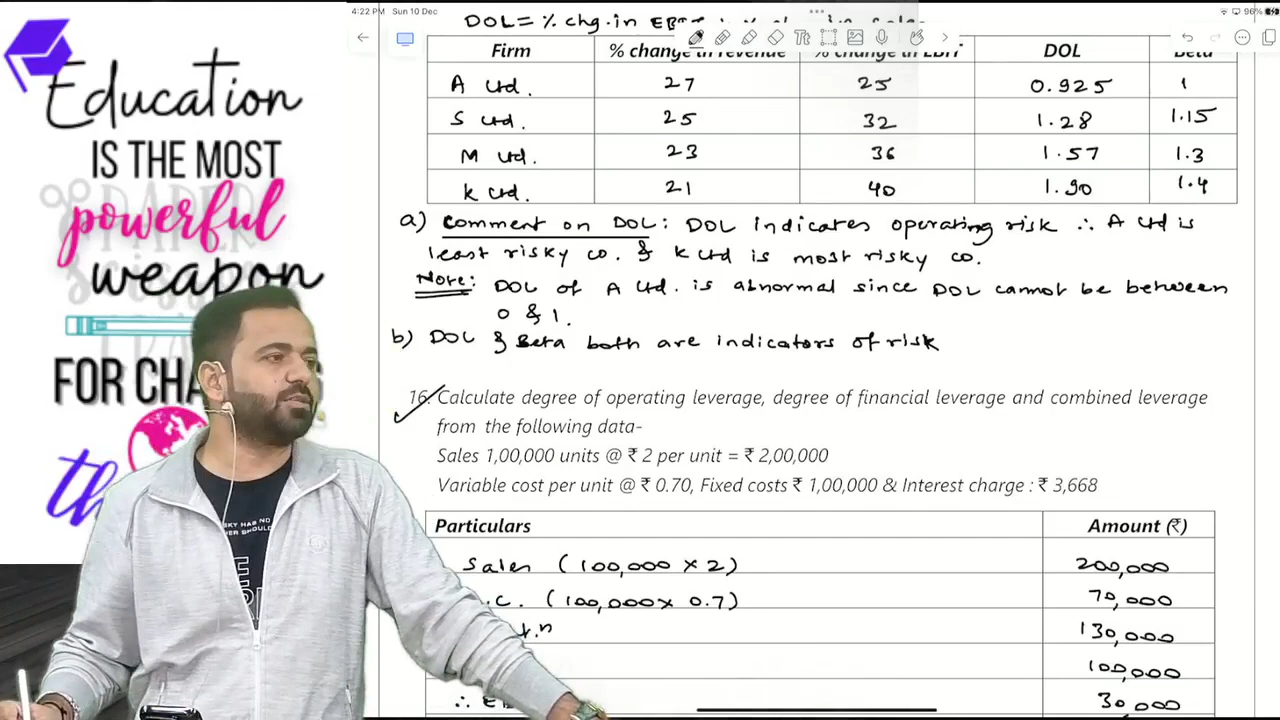 4:22 PM Sun 10 Dec
96%
DOL = % chg. in EBIT
Firm % change in revenue % change in EBIT DOL Beta
A Ltd. 27 25 0.925 1
S Ltd. 25 32 1.28 1.15
M Ltd. 23 36 1.57 1.3
K Ltd. 21 40 1.90 1.4
a) Comment on DOL: DOL indicates operating risk ∴ A Ltd is
least risky co. & K Ltd is most risky co.
Note: DOL of A Ltd. is abnormal since DOL cannot be between
0 & 1.
b) DOL & Beta both are indicators of risk
16. Calculate degree of operating leverage, degree of financial leverage and combined leverage
from the following data-
Sales 1,00,000 units @ ₹ 2 per unit = ₹ 2,00,000
Variable cost per unit @ ₹ 0.70, Fixed costs ₹ 1,00,000 & Interest charge : ₹ 3,668
Particulars Amount (₹)
Sales (100,000 × 2) 200,000
.C. (100,000 × 0.7) 70,000
130,000
100,000
∴ 30,000
Education
IS THE MOST
powerful
weapon